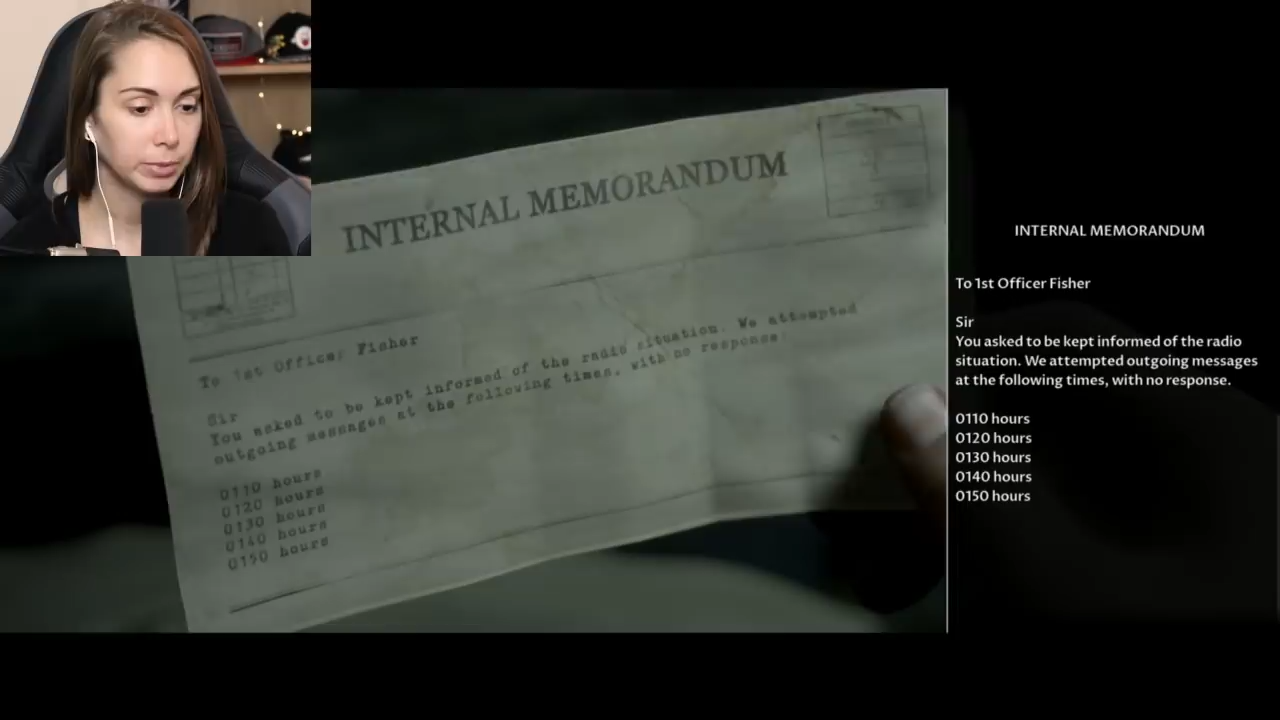 INTERNAL MEMORANDUM
To 1st Officer Fisher
Sir
You asked to be kept informed of the radio situation. We attempted
outgoing messages at the following times, with no response.
0110 hours
0120 hours
0130 hours
0140 hours
0150 hours
INTERNAL MEMORANDUM
To 1st Officer Fisher
Sir
You asked to be kept informed of the radio
situation. We attempted outgoing messages
at the following times, with no response.
0110 hours
0120 hours
0130 hours
0140 hours
0150 hours